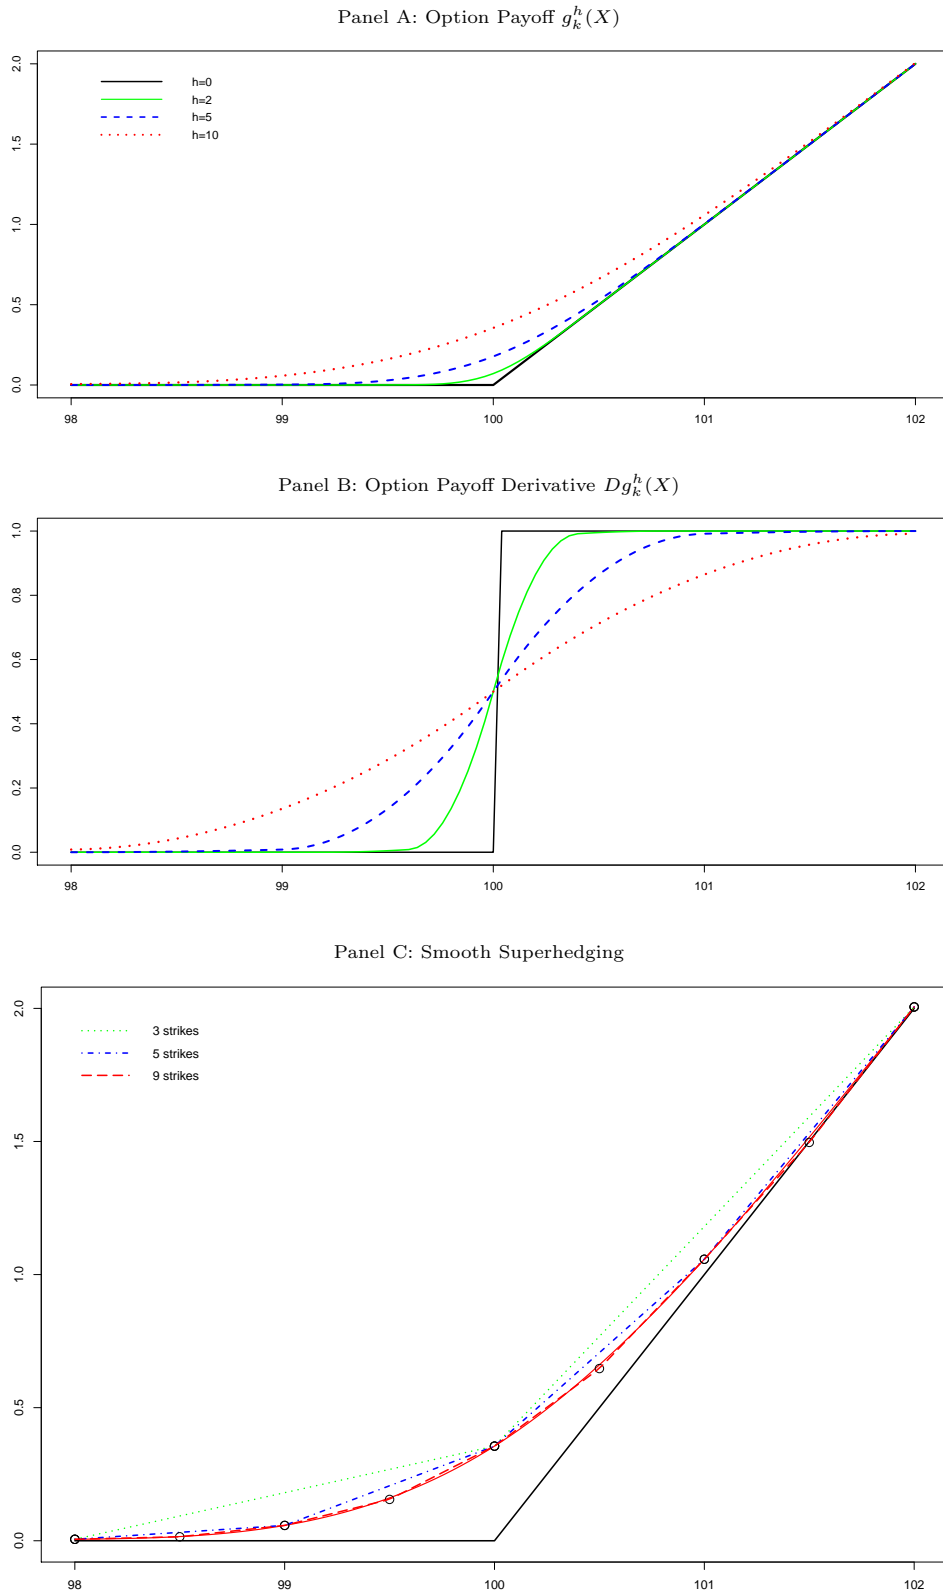 Panel A: Option Payoff $g_k^h(X)$
2.0
1.5
1.0
0.5
0.0
h=0
h=2
h=5
h=10
98 99 100 101 102
Panel B: Option Payoff Derivative $Dg_k^h(X)$
1.0
0.8
0.6
0.4
0.2
0.0
98 99 100 101 102
Panel C: Smooth Superhedging
2.0
1.5
1.0
0.5
0.0
3 strikes
5 strikes
9 strikes
98 99 100 101 102